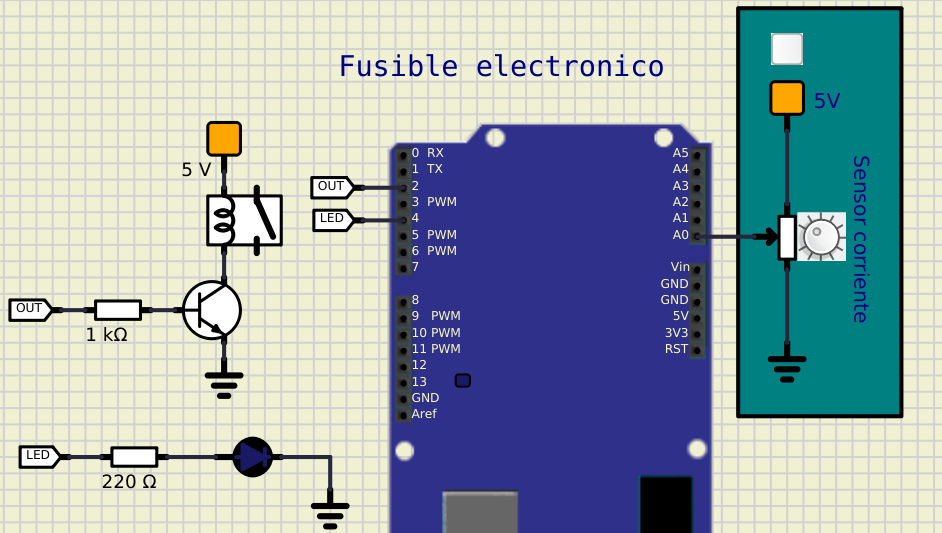 Fusible electronico
5 V
OUT
1 kΩ
LED
220 Ω
OUT
LED
0 RX
1 TX
2
3 PWM
4
5 PWM
6 PWM
7
8
9 PWM
10 PWM
11 PWM
12
13
GND
Aref
A5
A4
A3
A2
A1
A0
Vin
GND
GND
5V
3V3
RST
5V
Sensor corriente